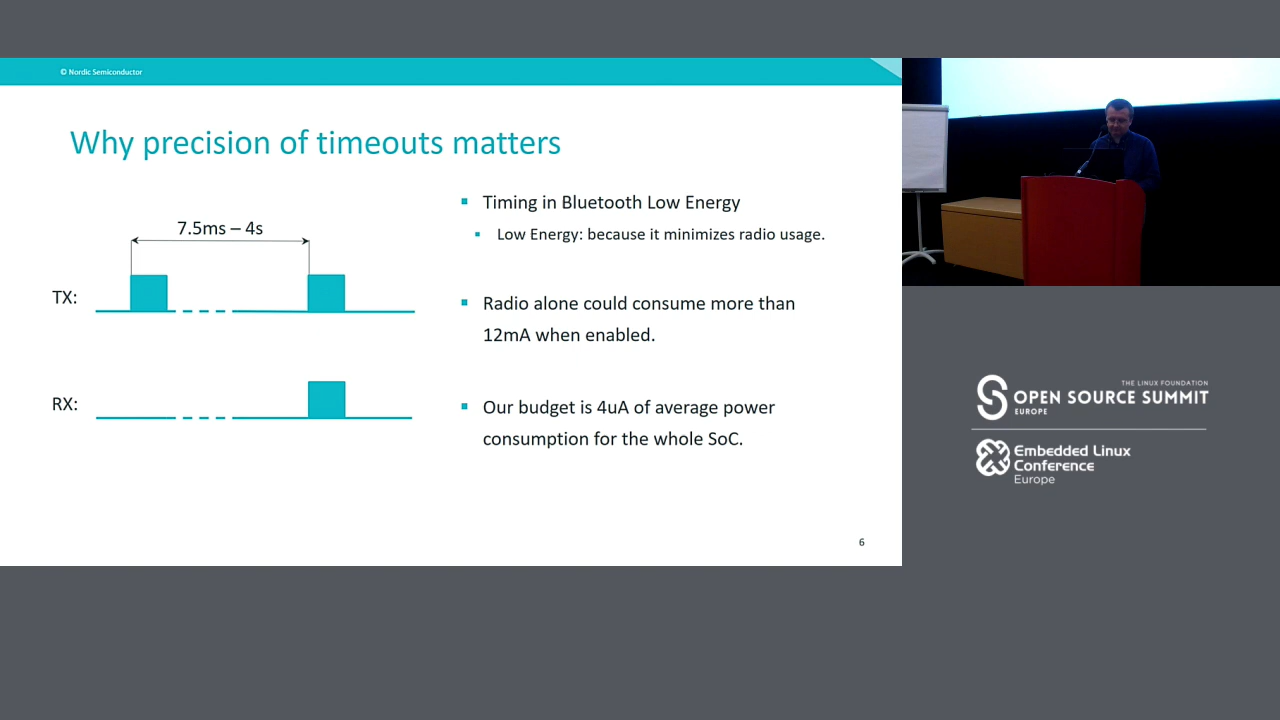 © Nordic Semiconductor
Why precision of timeouts matters
7.5ms – 4s
TX:
RX:
▪ Timing in Bluetooth Low Energy
▪ Low Energy: because it minimizes radio usage.
▪ Radio alone could consume more than
12mA when enabled.
▪ Our budget is 4uA of average power
consumption for the whole SoC.
6
THE LINUX FOUNDATION
OPEN SOURCE SUMMIT
EUROPE
Embedded Linux
Conference
Europe